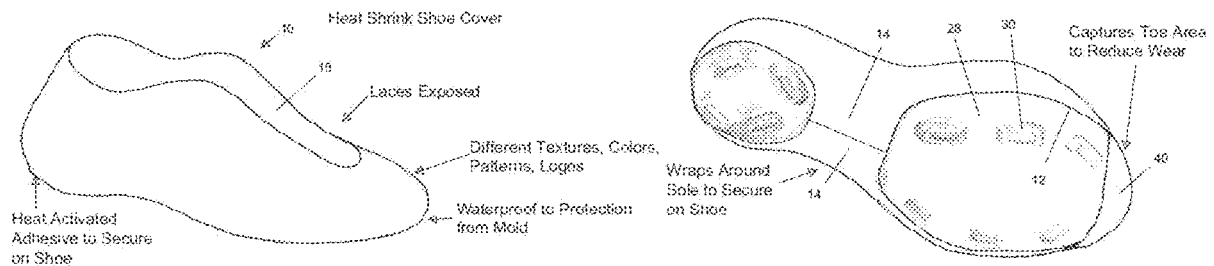 Heat Shrink Shoe Cover
10
18
Laces Exposed
Different Textures, Colors,
Patterns, Logos
Waterproof to Protection
from Mold
Heat Activated
Adhesive to Secure
on Shoe
14
28
30
Captures Toe Area
to Reduce Wear
Wraps Around
Sole to Secure
on Shoe
14
12
40